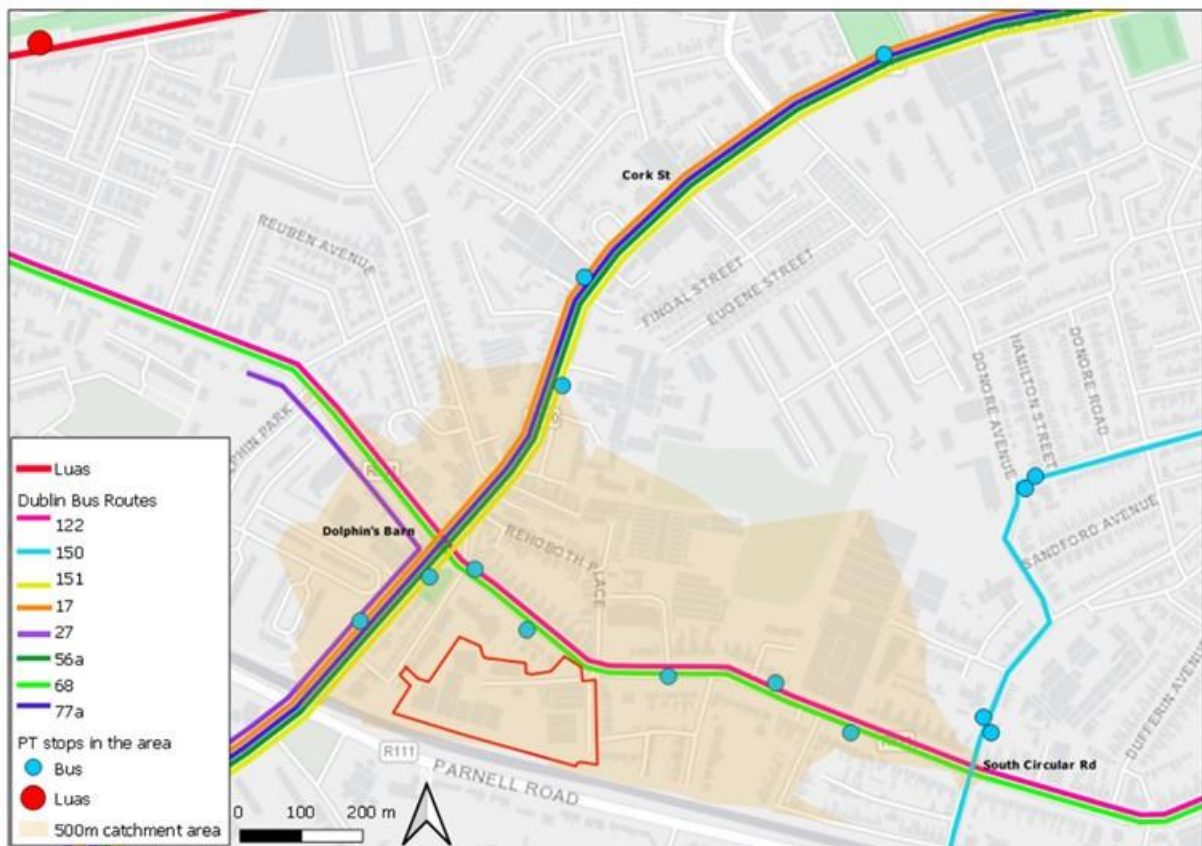 Cork St
REUBEN AVENUE
FINGAL STREET
EUGENE STREET
DONORE AVENUE
HAMILTON STREET
DONORE ROAD
SANDFORD AVENUE
DUFFERIN AVENUE
Dolphin's Barn
REHOBOTH PLACE
South Circular Rd
R111
PARNELL ROAD
0 100 200 m
Luas
Dublin Bus Routes
122
150
151
17
27
56a
68
77a
PT stops in the area
Bus
Luas
500m catchment area